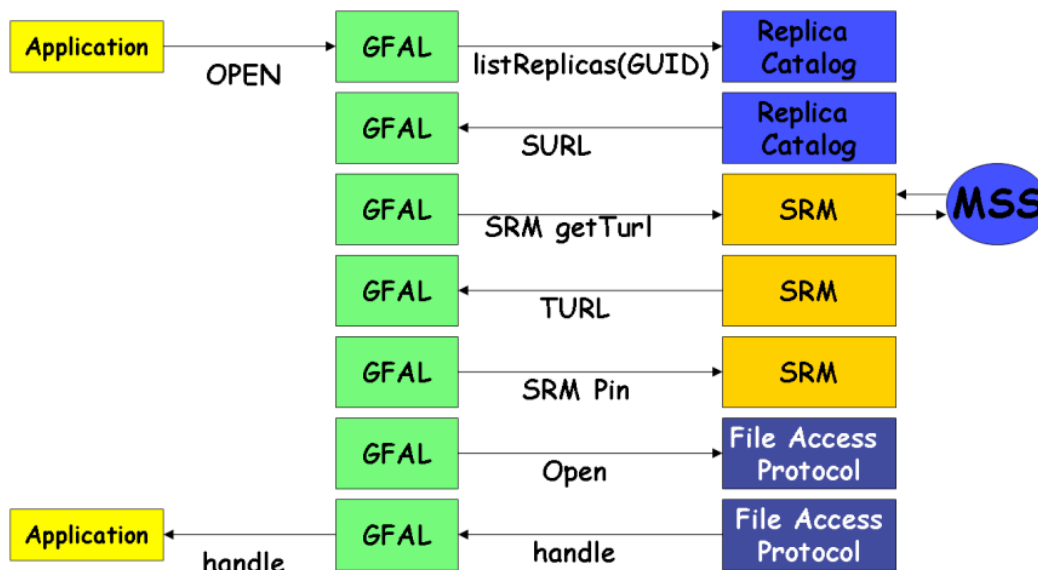 Application
OPEN
GFAL
listReplicas(GUID)
Replica
Catalog
GFAL
SURL
Replica
Catalog
GFAL
SRM getTurl
SRM
MSS
GFAL
TURL
SRM
GFAL
SRM Pin
SRM
GFAL
Open
File Access
Protocol
Application
handle
GFAL
handle
File Access
Protocol